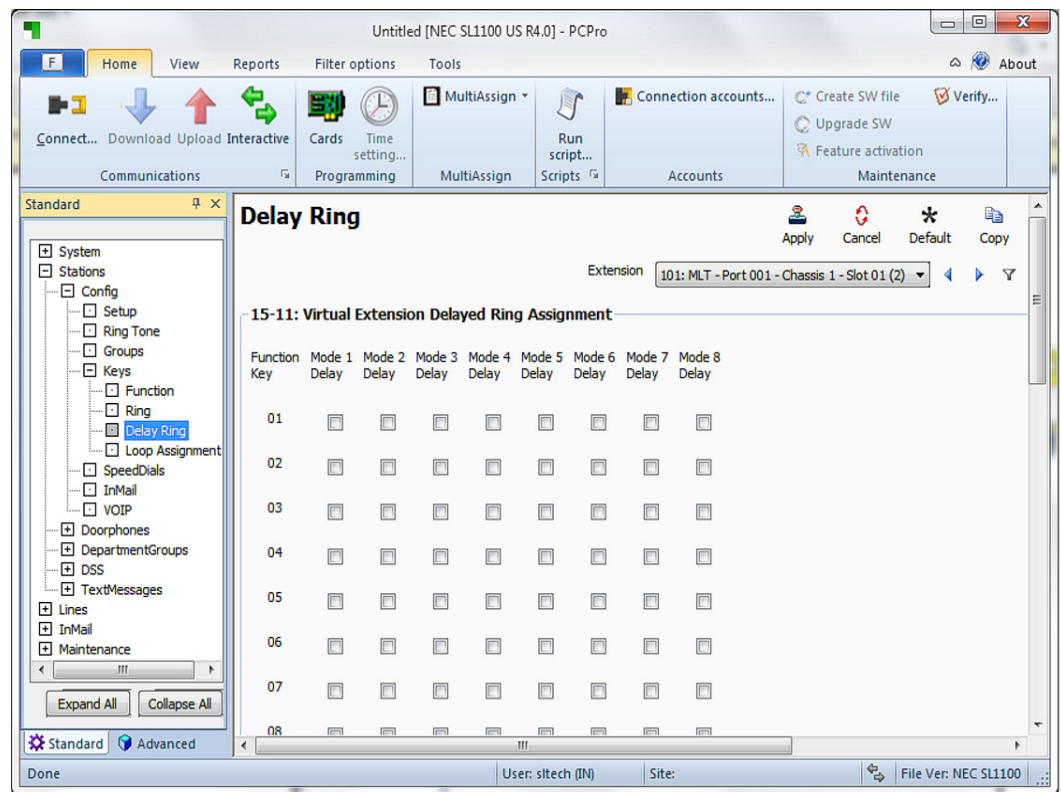 Untitled [NEC SL1100 US R4.0] - PCPro
F Home View Reports Filter options Tools About
Connect... Download Upload Interactive
Communications
Cards Time setting...
Programming
MultiAssign
MultiAssign
Run script...
Scripts
Connection accounts...
Accounts
Create SW file Verify...
Upgrade SW
Feature activation
Maintenance
Standard
System
Stations
Config
Setup
Ring Tone
Groups
Keys
Function
Ring
Delay Ring
Loop Assignment
SpeedDials
InMail
VOIP
Doorphones
DepartmentGroups
DSS
TextMessages
Lines
InMail
Maintenance
Expand All Collapse All
Standard Advanced
Delay Ring
Apply Cancel Default Copy
Extension 101: MLT - Port 001 - Chassis 1 - Slot 01 (2)
15-11: Virtual Extension Delayed Ring Assignment
Function Mode 1 Mode 2 Mode 3 Mode 4 Mode 5 Mode 6 Mode 7 Mode 8
Key Delay Delay Delay Delay Delay Delay Delay Delay
01
02
03
04
05
06
07
08
Done User: sltech (IN) Site: File Ver: NEC SL1100